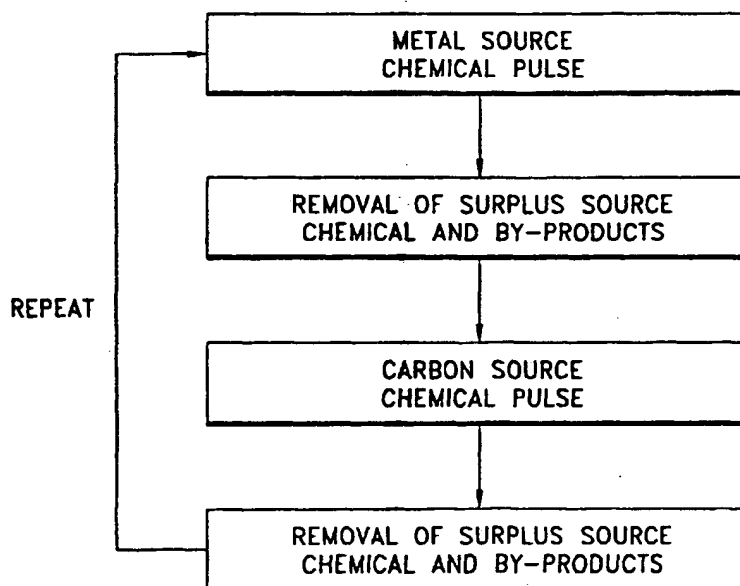 METAL SOURCE
CHEMICAL PULSE
REMOVAL OF SURPLUS SOURCE
CHEMICAL AND BY-PRODUCTS
REPEAT
CARBON SOURCE
CHEMICAL PULSE
REMOVAL OF SURPLUS SOURCE
CHEMICAL AND BY-PRODUCTS